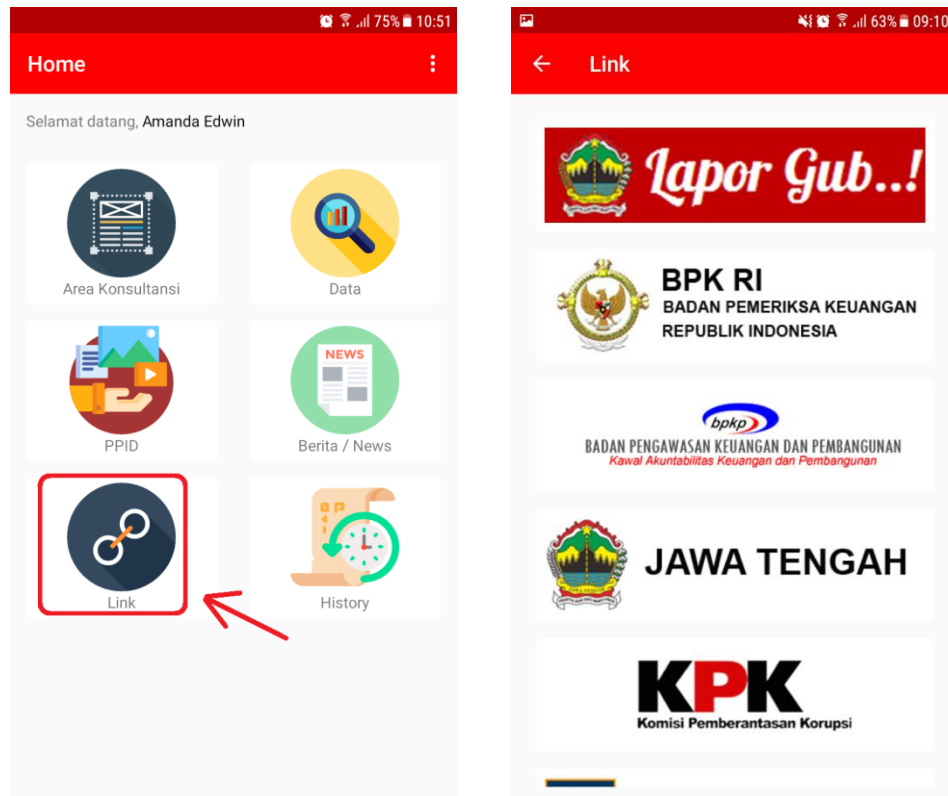 75% 10:51
Home
Selamat datang, Amanda Edwin
Area Konsultansi
Data
PPID
NEWS
Berita / News
Link
History
63% 09:10
Link
Lapor Gub..!
BPK RI
BADAN PEMERIKSA KEUANGAN
REPUBLIK INDONESIA
bpkp
BADAN PENGAWASAN KEUANGAN DAN PEMBANGUNAN
Kawal Akuntabilitas Keuangan dan Pembangunan
JAWA TENGAH
KPK
Komisi Pemberantasan Korupsi